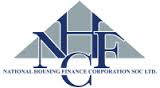 NHFC
NATIONAL HOUSING FINANCE CORPORATION SOC LTD.